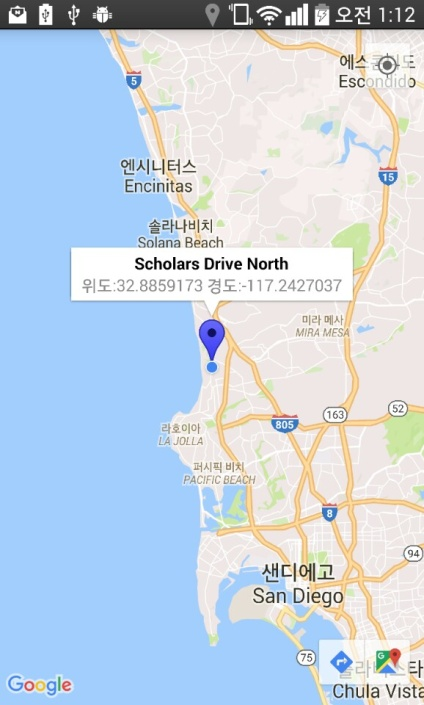 오전 1:12
에스콘디도
Escondido
5
15
엔시니터스
Encinitas
솔라나비치
Solana Beach
Scholars Drive North
위도:32.8859173 경도:-117.2427037
미라 메사
MIRA MESA
163
52
805
라호이아
LA JOLLA
퍼시픽 비치
PACIFIC BEACH
8
94
샌디에고
San Diego
75
Chula Vista
Google